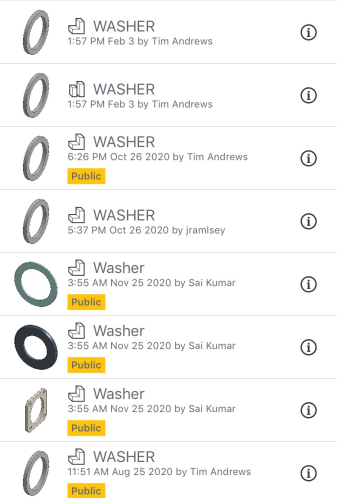 WASHER
1:57 PM Feb 3 by Tim Andrews
WASHER
1:57 PM Feb 3 by Tim Andrews
WASHER
6:26 PM Oct 26 2020 by Tim Andrews
Public
WASHER
5:37 PM Oct 26 2020 by jramlsey
Washer
3:55 AM Nov 25 2020 by Sai Kumar
Public
Washer
3:55 AM Nov 25 2020 by Sai Kumar
Public
Washer
3:55 AM Nov 25 2020 by Sai Kumar
Public
WASHER
11:51 AM Aug 25 2020 by Tim Andrews
Public